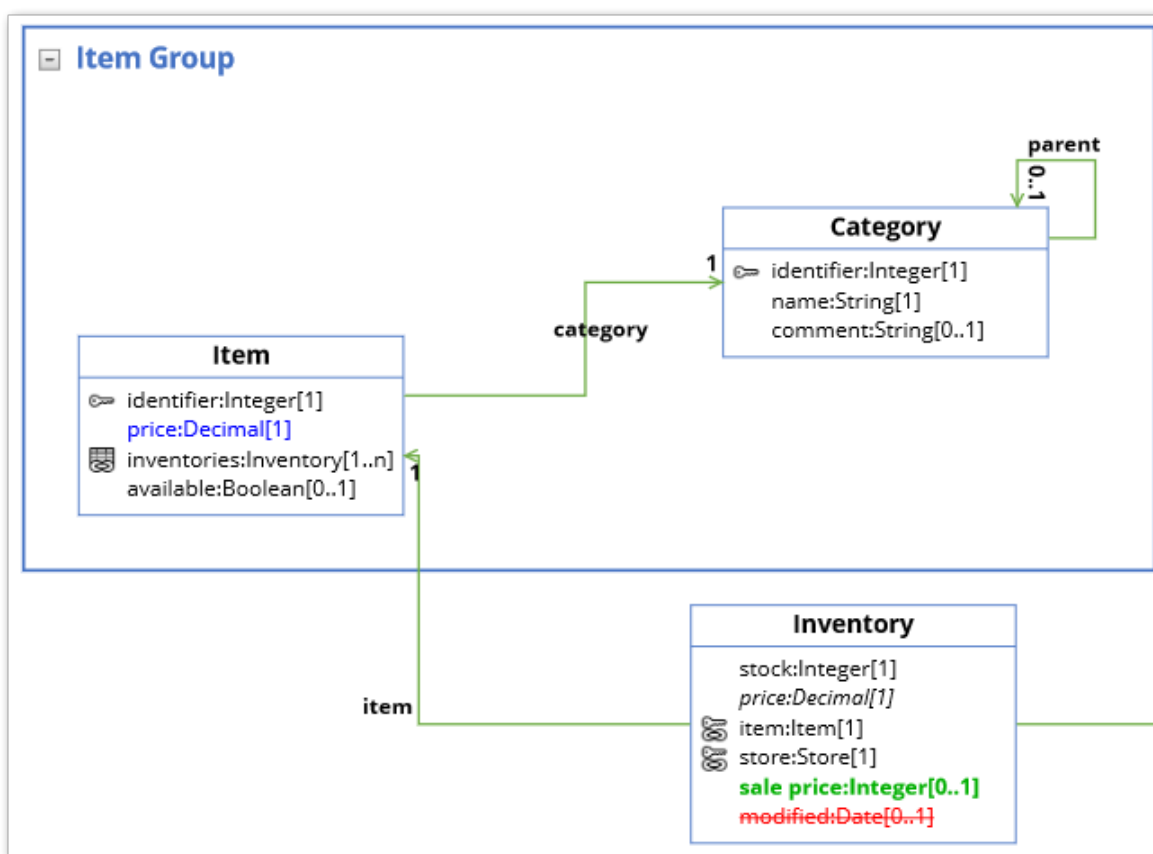 Item Group
parent
0..1
Category
1
identifier:Integer[1]
name:String[1]
comment:String[0..1]
category
Item
identifier:Integer[1]
price:Decimal[1]
inventories:Inventory[1..n]
available:Boolean[0..1]
1
Inventory
stock:Integer[1]
price:Decimal[1]
item
item:Item[1]
store:Store[1]
sale price:Integer[0..1]
modified:Date[0..1]